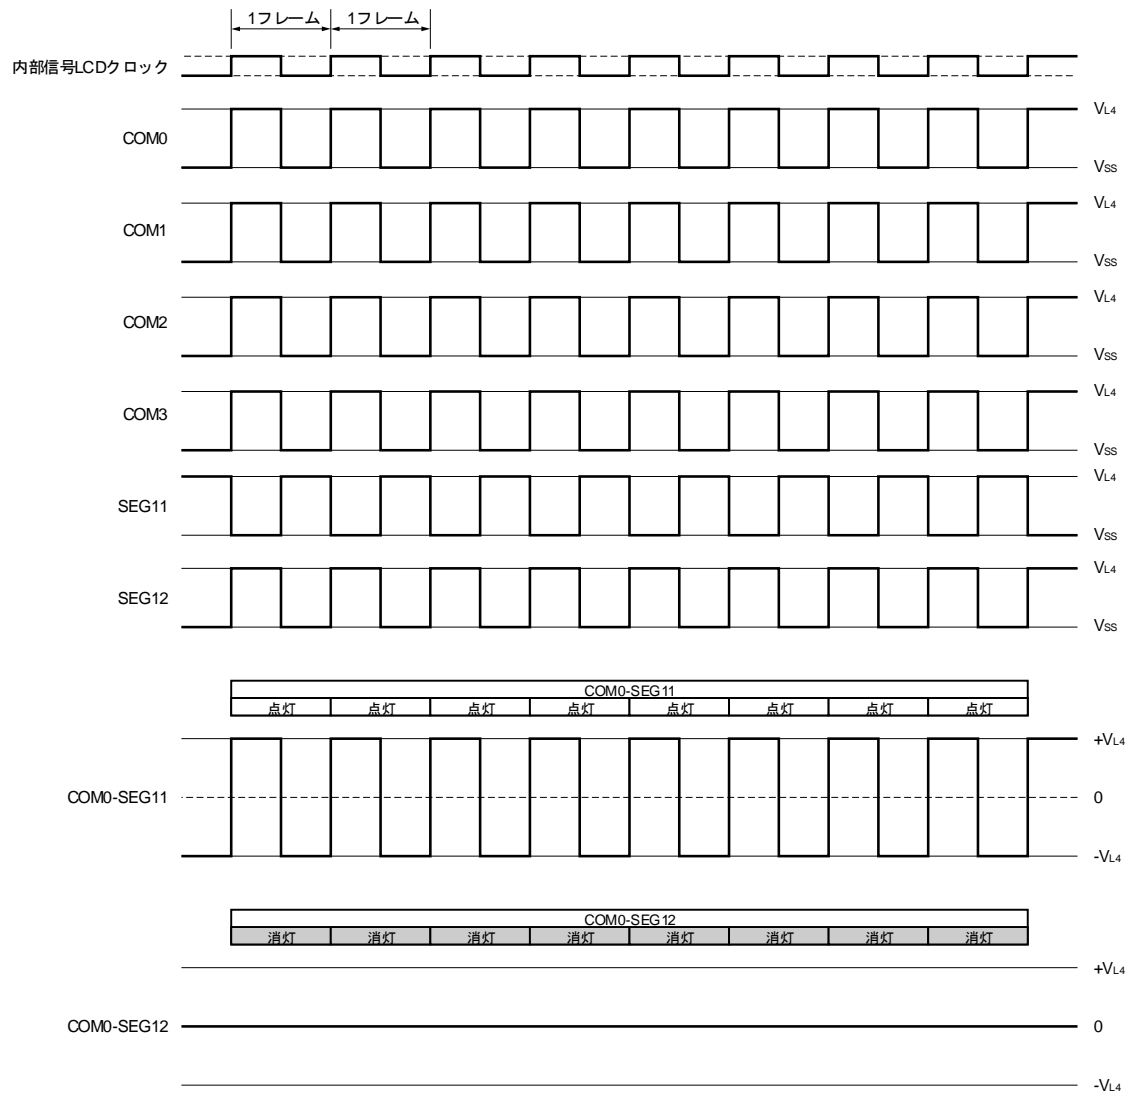 1フレーム 1フレーム
内部信号LCDクロック
VL4
COM0
VSS
VL4
COM1
VSS
VL4
COM2
VSS
VL4
COM3
VSS
VL4
SEG11
VSS
VL4
SEG12
VSS
COM0-SEG11
点灯 点灯 点灯 点灯 点灯 点灯 点灯 点灯
+VL4
COM0-SEG11 0
-VL4
COM0-SEG12
消灯 消灯 消灯 消灯 消灯 消灯 消灯 消灯
+VL4
COM0-SEG12 0
-VL4